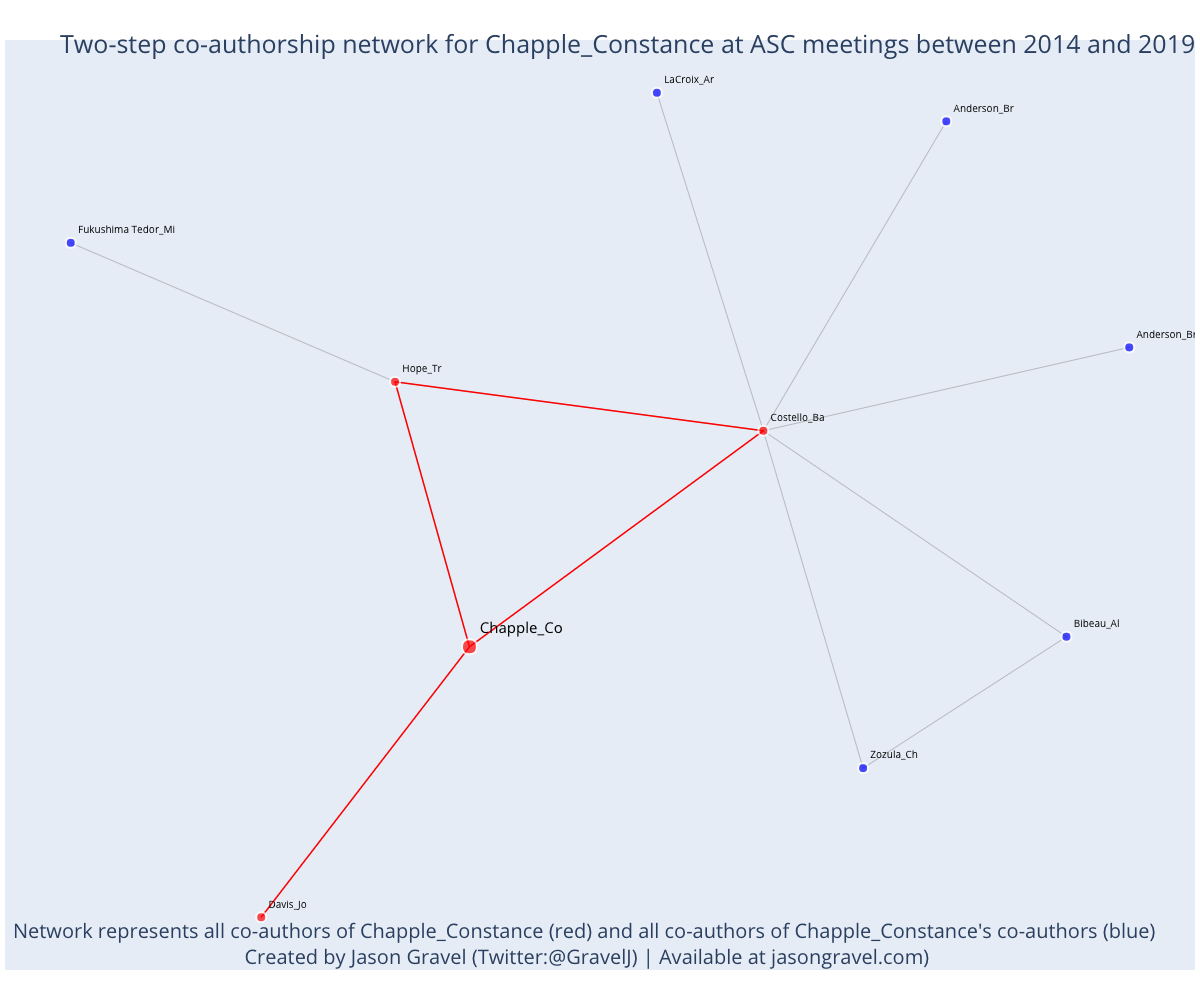 Two-step co-authorship network for Chapple_Constance at ASC meetings between 2014 and 2019
LaCroix_Ar
Anderson_Br
Fukushima Tedor_Mi
Anderson_Br
Hope_Tr
Costello_Ba
Bibeau_Al
Chapple_Co
Zozula_Ch
Davis_Jo
Network represents all co-authors of Chapple_Constance (red) and all co-authors of Chapple_Constance's co-authors (blue)
Created by Jason Gravel (Twitter:@GravelJ) | Available at jasongravel.com)